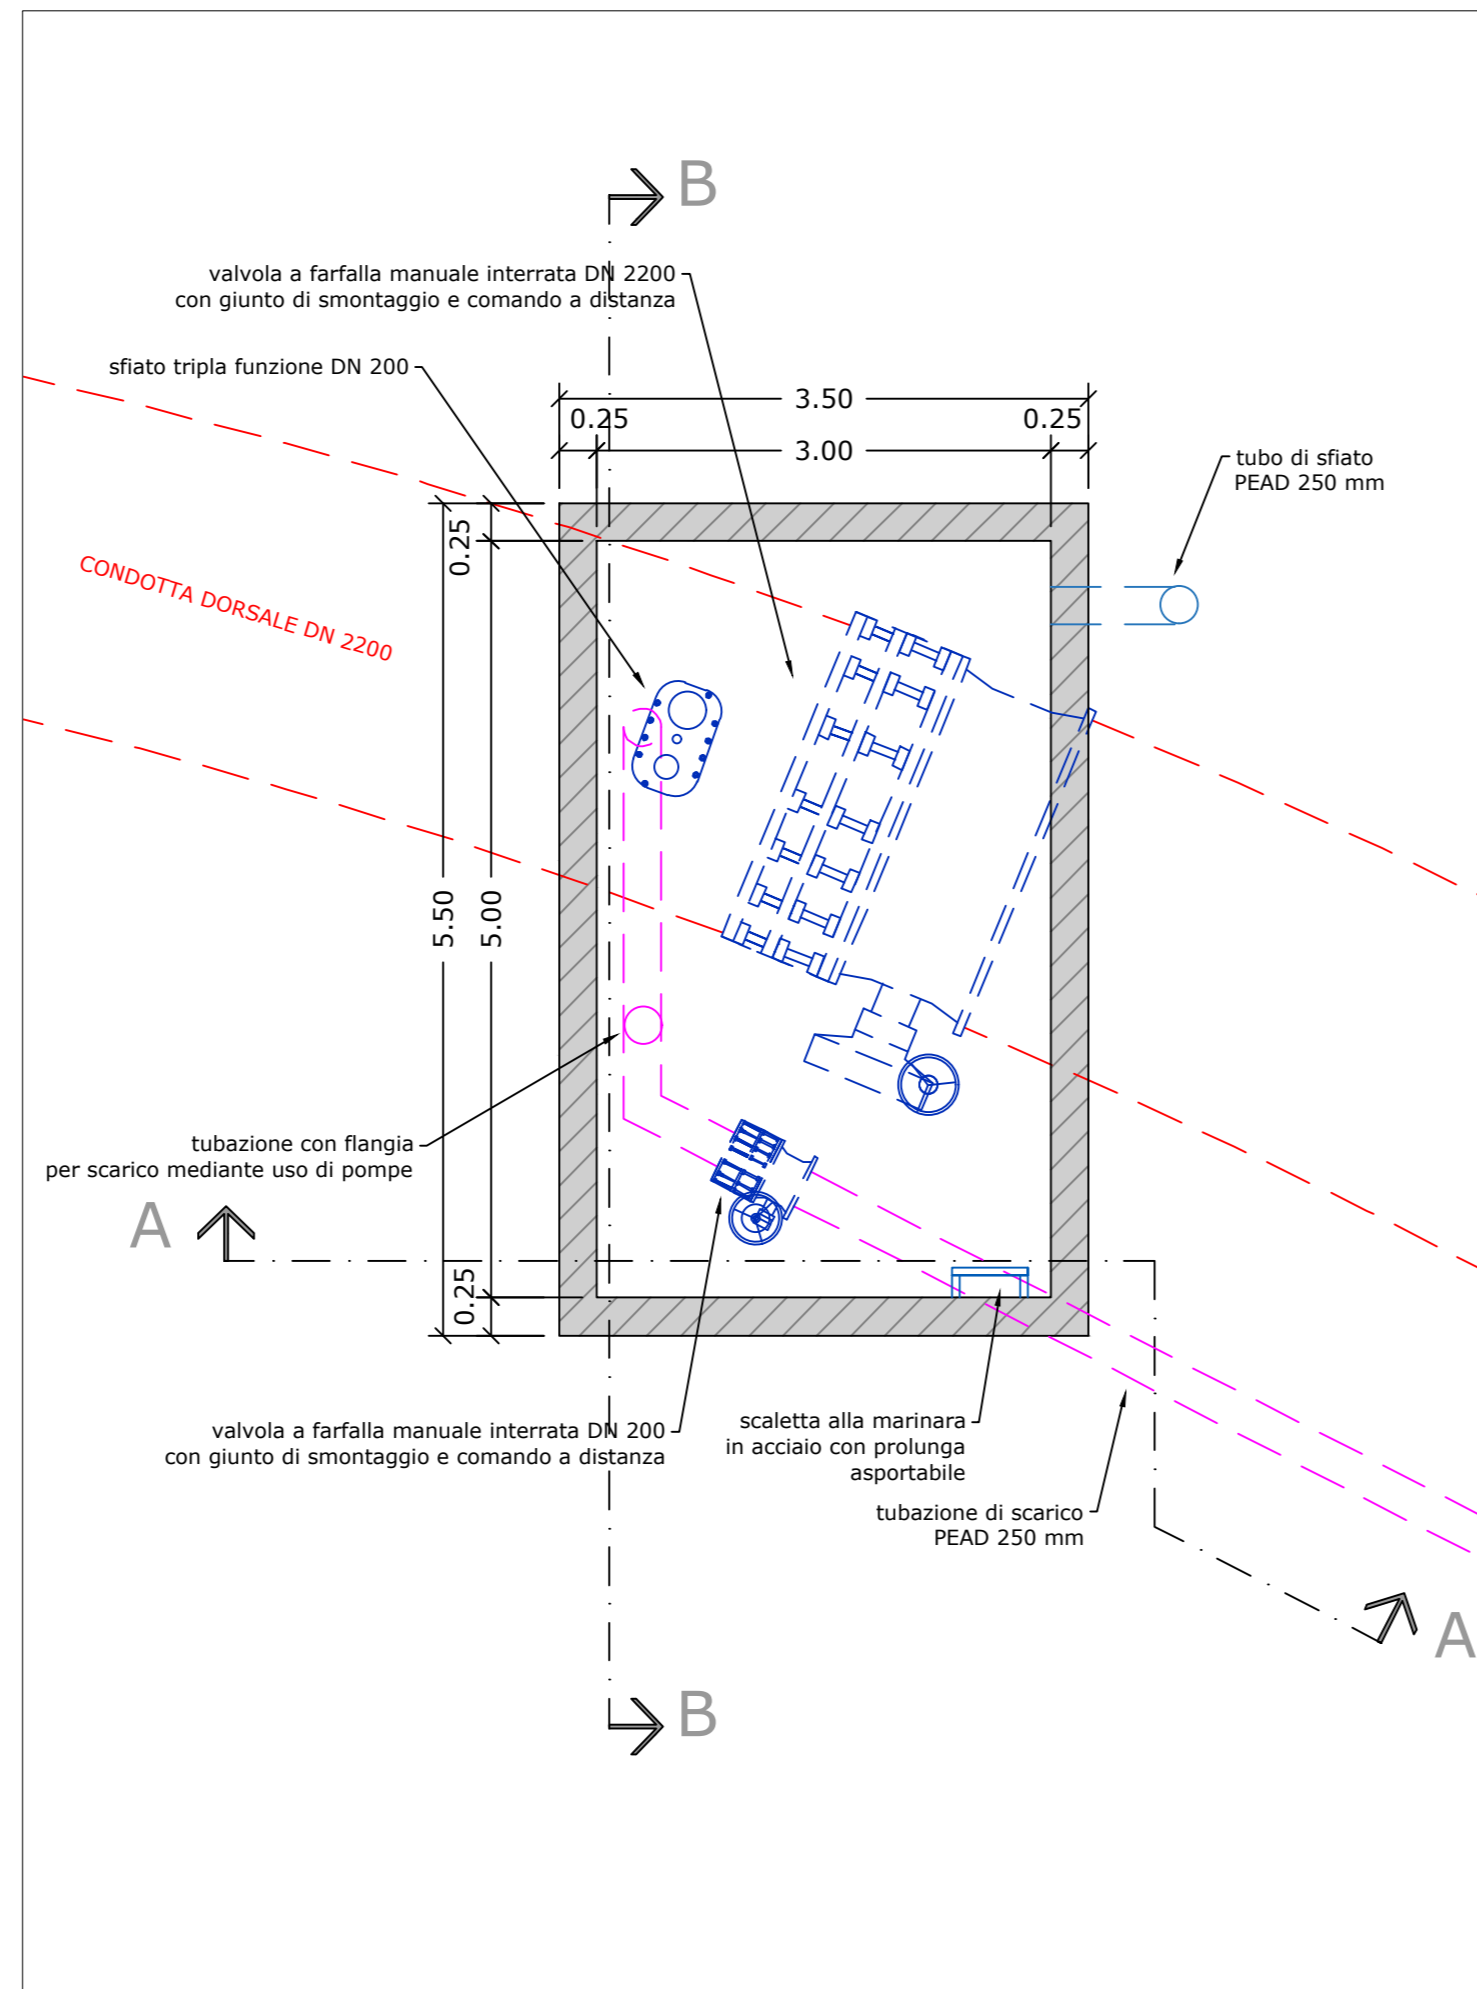 B
valvola a farfalla manuale interrata DN 2200
con giunto di smontaggio e comando a distanza
sfiato tripla funzione DN 200
3.50
0.25
0.25
3.00
tubo di sfiato
PEAD 250 mm
0.25
CONDOTTA DORSALE DN 2200
5.50
5.00
tubazione con flangia
per scarico mediante uso di pompe
A
0.25
valvola a farfalla manuale interrata DN 200
con giunto di smontaggio e comando a distanza
scaletta alla marinara
in acciaio con prolunga
asportabile
tubazione di scarico
PEAD 250 mm
A
B